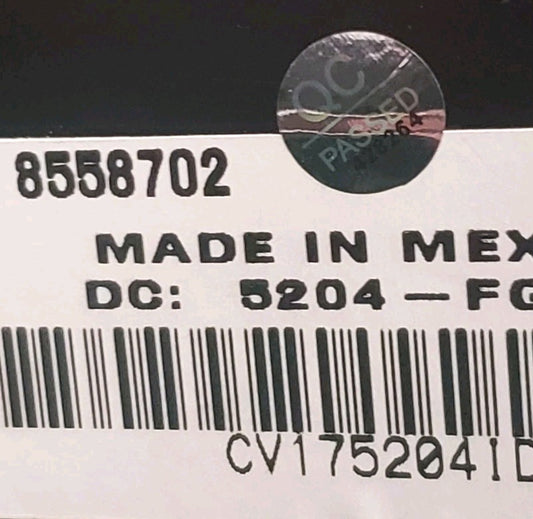 QC
PASSED
8558702
MADE IN MEX
DC: 5204-FG
CV175204ID